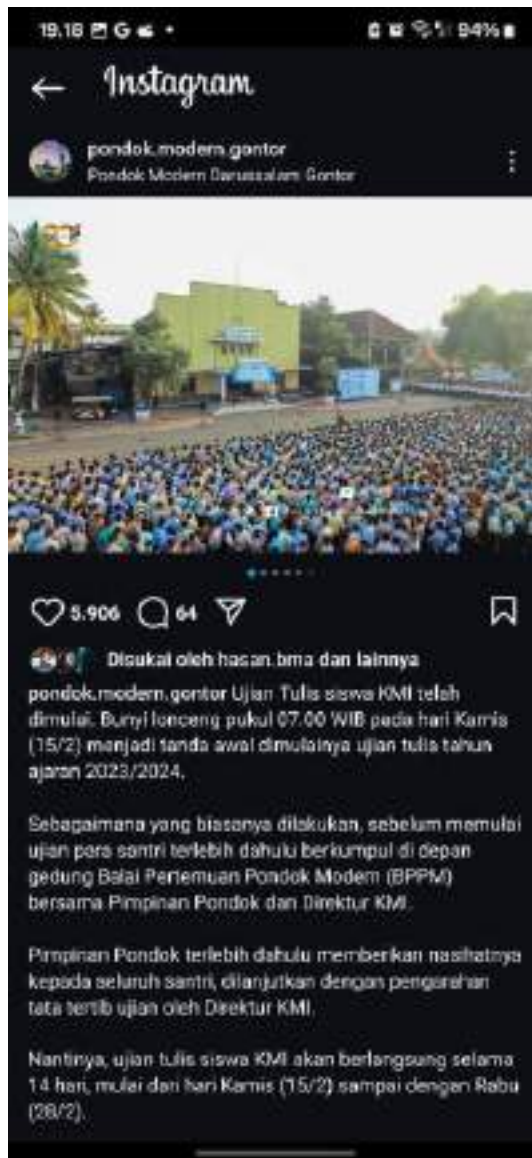 19.18
94%
Instagram
pondok.modern.gontor
Pondok Modern Darussalam Gontor
5.906
64
Disukai oleh hasan.bma dan lainnya
pondok.modern.gontor Ujian Tulis siswa KMI telah
dimulai. Bunyi lonceng pukul 07.00 WIB pada hari Kamis
(15/2) menjadi tanda awal dimulainya ujian tulis tahun
ajaran 2023/2024.
Sebagaimana yang biasanya dilakukan, sebelum memulai
ujian para santri terlebih dahulu berkumpul di depan
gedung Balai Pertemuan Pondok Modern (BPPM)
bersama Pimpinan Pondok dan Direktur KMI.
Pimpinan Pondok terlebih dahulu memberikan nasihatnya
kepada seluruh santri, dilanjutkan dengan pengarahan
tata tertib ujian oleh Direktur KMI.
Nantinya, ujian tulis siswa KMI akan berlangsung selama
14 hari, mulai dari hari Kamis (15/2) sampai dengan Rabu
(28/2).